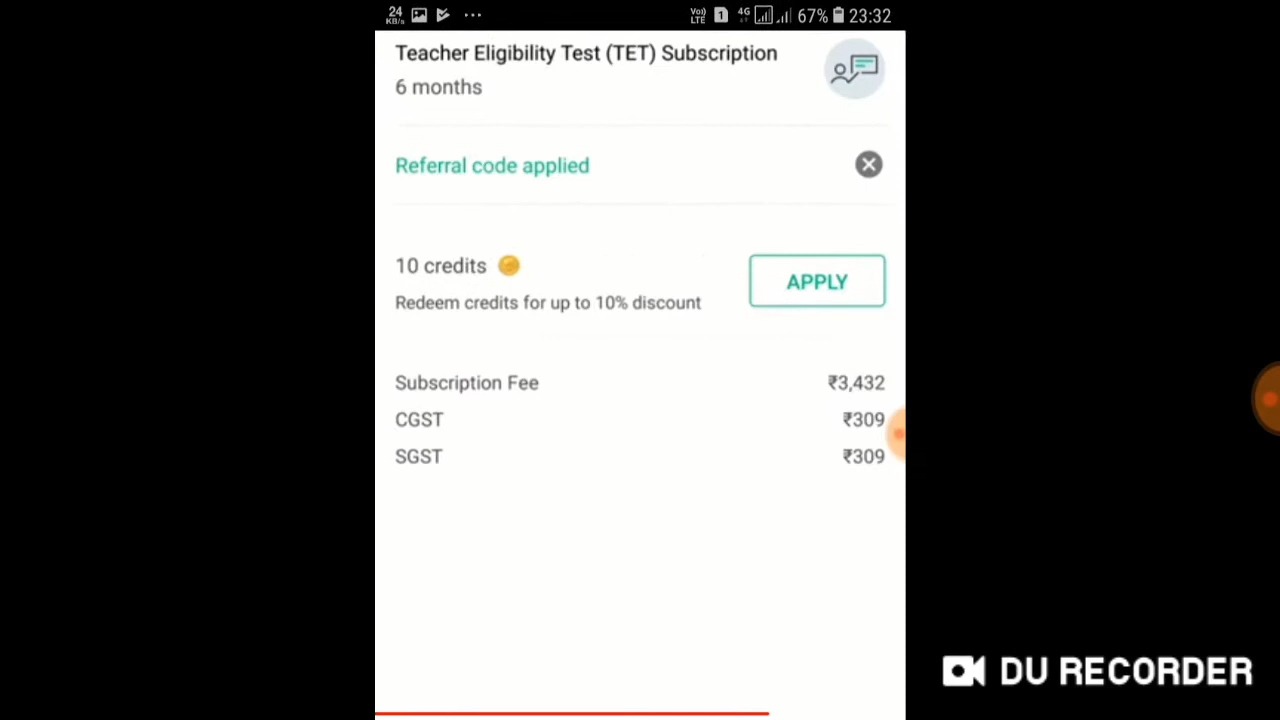 24
KB/s
Vo))
LTE
1
4G
67%
23:32
Teacher Eligibility Test (TET) Subscription
6 months
Referral code applied
10 credits
APPLY
Redeem credits for up to 10% discount
Subscription Fee ₹3,432
CGST ₹309
SGST ₹309
DU RECORDER